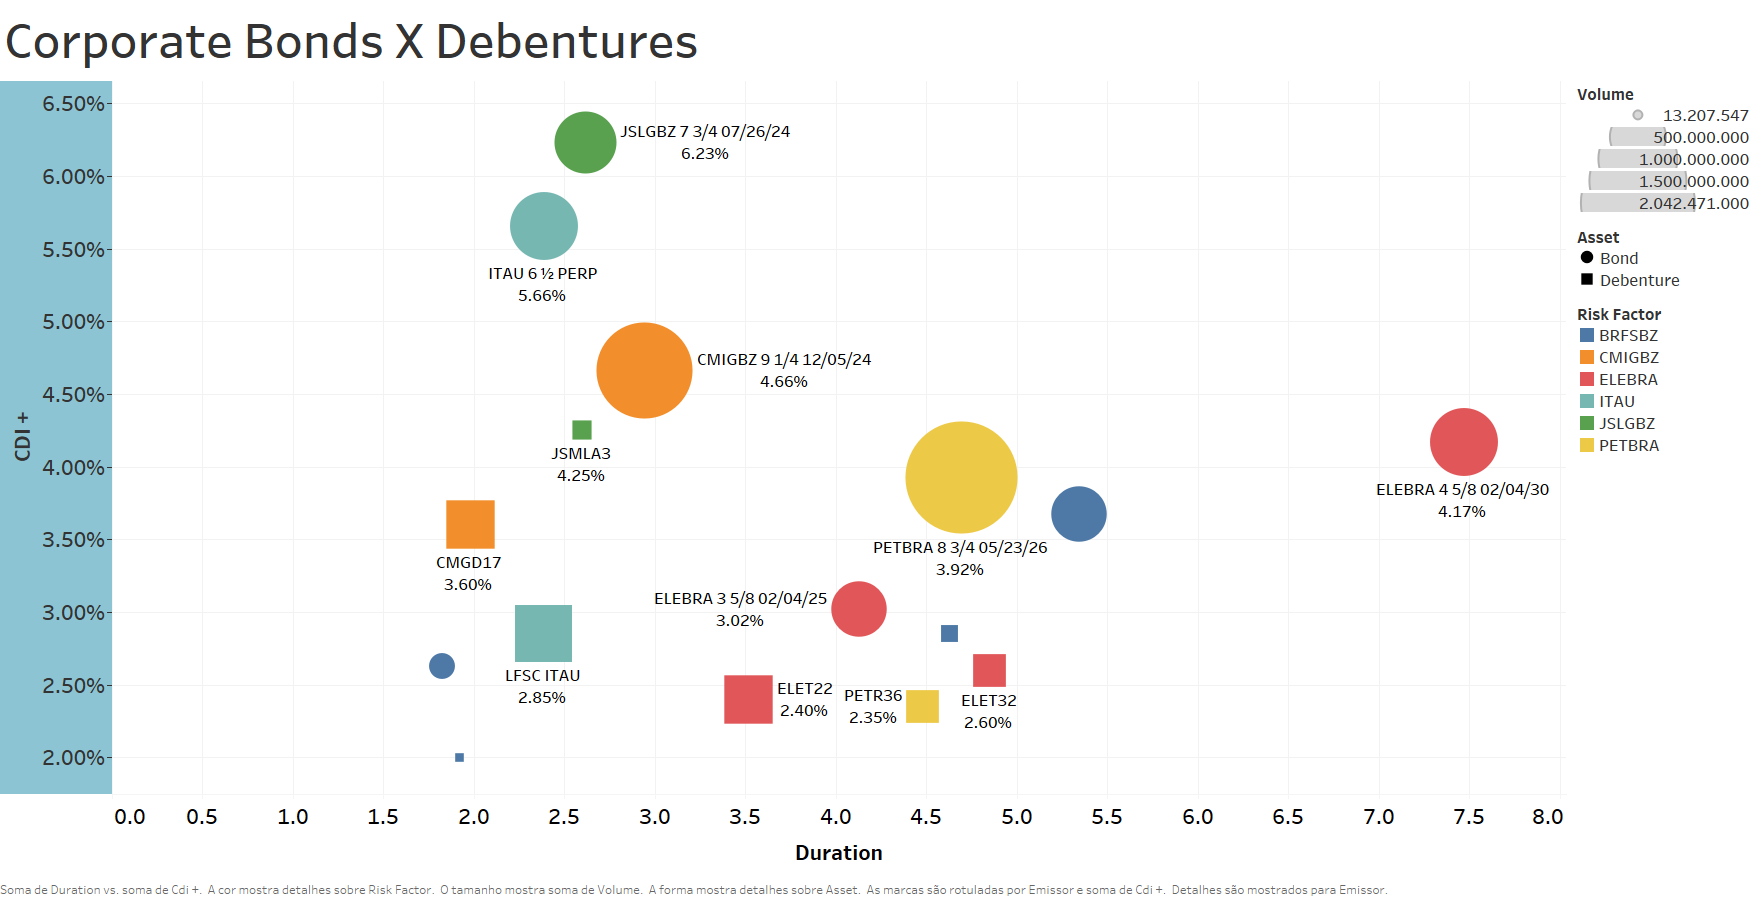 Corporate Bonds X Debentures
6.50%
6.00%
5.50%
5.00%
4.50%
4.00%
3.50%
3.00%
2.50%
2.00%
CDI +
JSLGBZ 7 3/4 07/26/24
6.23%
ITAU 6 ½ PERP
5.66%
CMIGBZ 9 1/4 12/05/24
4.66%
JSMLA3
4.25%
ELEBRA 4 5/8 02/04/30
4.17%
PETBRA 8 3/4 05/23/26
3.92%
CMGD17
3.60%
ELEBRA 3 5/8 02/04/25
3.02%
LFSC ITAU
2.85%
ELET22
2.40%
PETR36
2.35%
ELET32
2.60%
0.0 0.5 1.0 1.5 2.0 2.5 3.0 3.5 4.0 4.5 5.0 5.5 6.0 6.5 7.0 7.5 8.0
Duration
Volume
13.207.547
500.000.000
1.000.000.000
1.500.000.000
2.042.471.000
Asset
Bond
Debenture
Risk Factor
BRFSBZ
CMIGBZ
ELEBRA
ITAU
JSLGBZ
PETBRA
Soma de Duration vs. soma de Cdi +. A cor mostra detalhes sobre Risk Factor. O tamanho mostra soma de Volume. A forma mostra detalhes sobre Asset. As marcas são rotuladas por Emissor e soma de Cdi +. Detalhes são mostrados para Emissor.